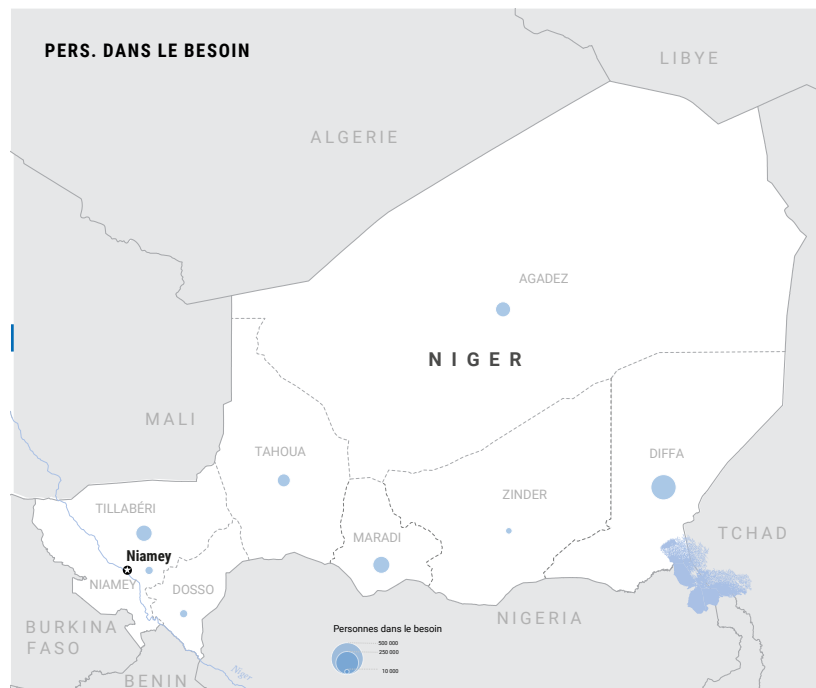 PERS. DANS LE BESOIN
LIBYE
ALGERIE
AGADEZ
NIGER
MALI
TAHOUA
DIFFA
ZINDER
TILLABÉRI
TCHAD
MARADI
Niamey
NIAMEY
DOSSO
NIGERIA
BURKINA
FASO
Personnes dans le besoin
500 000
250 000
10 000
Niger
BENIN